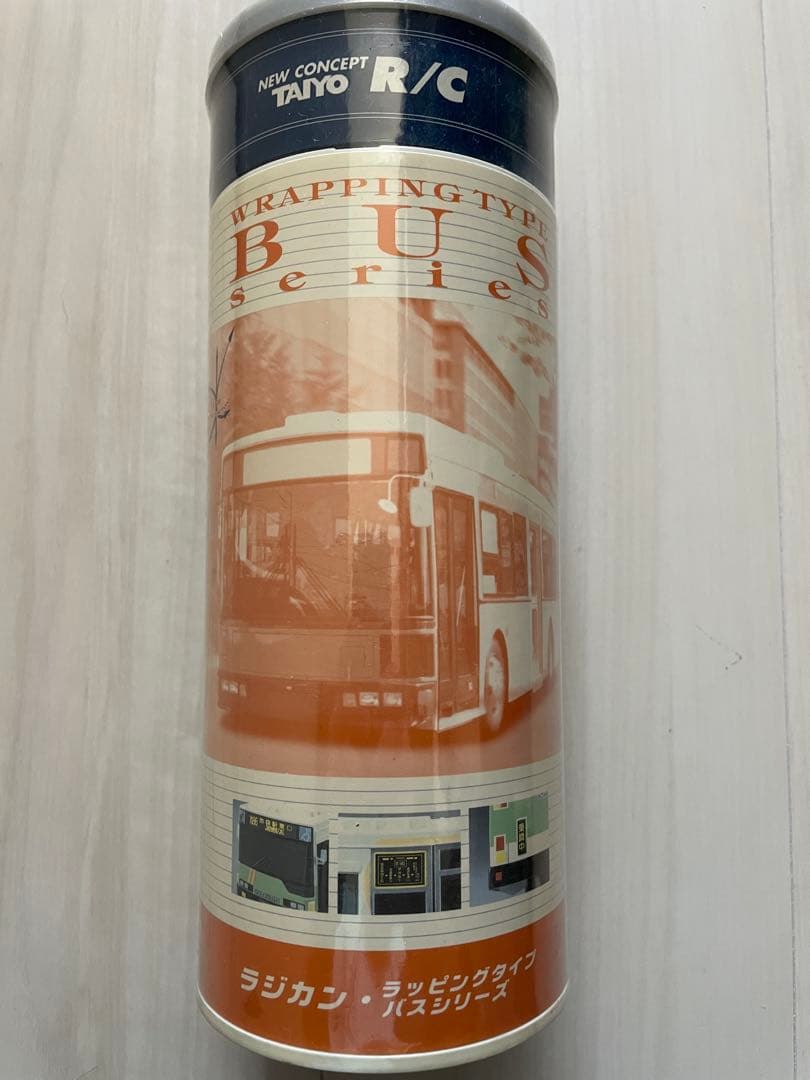 NEW CONCEPT
TAIYO R/C
WRAPPING TYPE
BUS
series
ラジカン・ラッピングタイプ
バスシリーズ